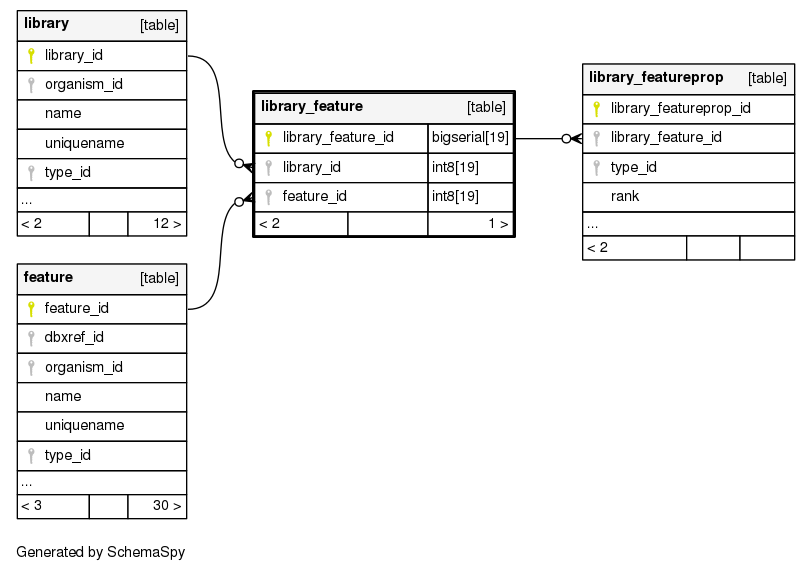 library [table]
library_id
organism_id
name
uniquename
type_id
...
< 2 12 >
feature [table]
feature_id
dbxref_id
organism_id
name
uniquename
type_id
...
< 3 30 >
library_feature [table]
library_feature_id bigserial[19]
library_id int8[19]
feature_id int8[19]
< 2 1 >
library_featureprop [table]
library_featureprop_id
library_feature_id
type_id
rank
...
< 2
Generated by SchemaSpy